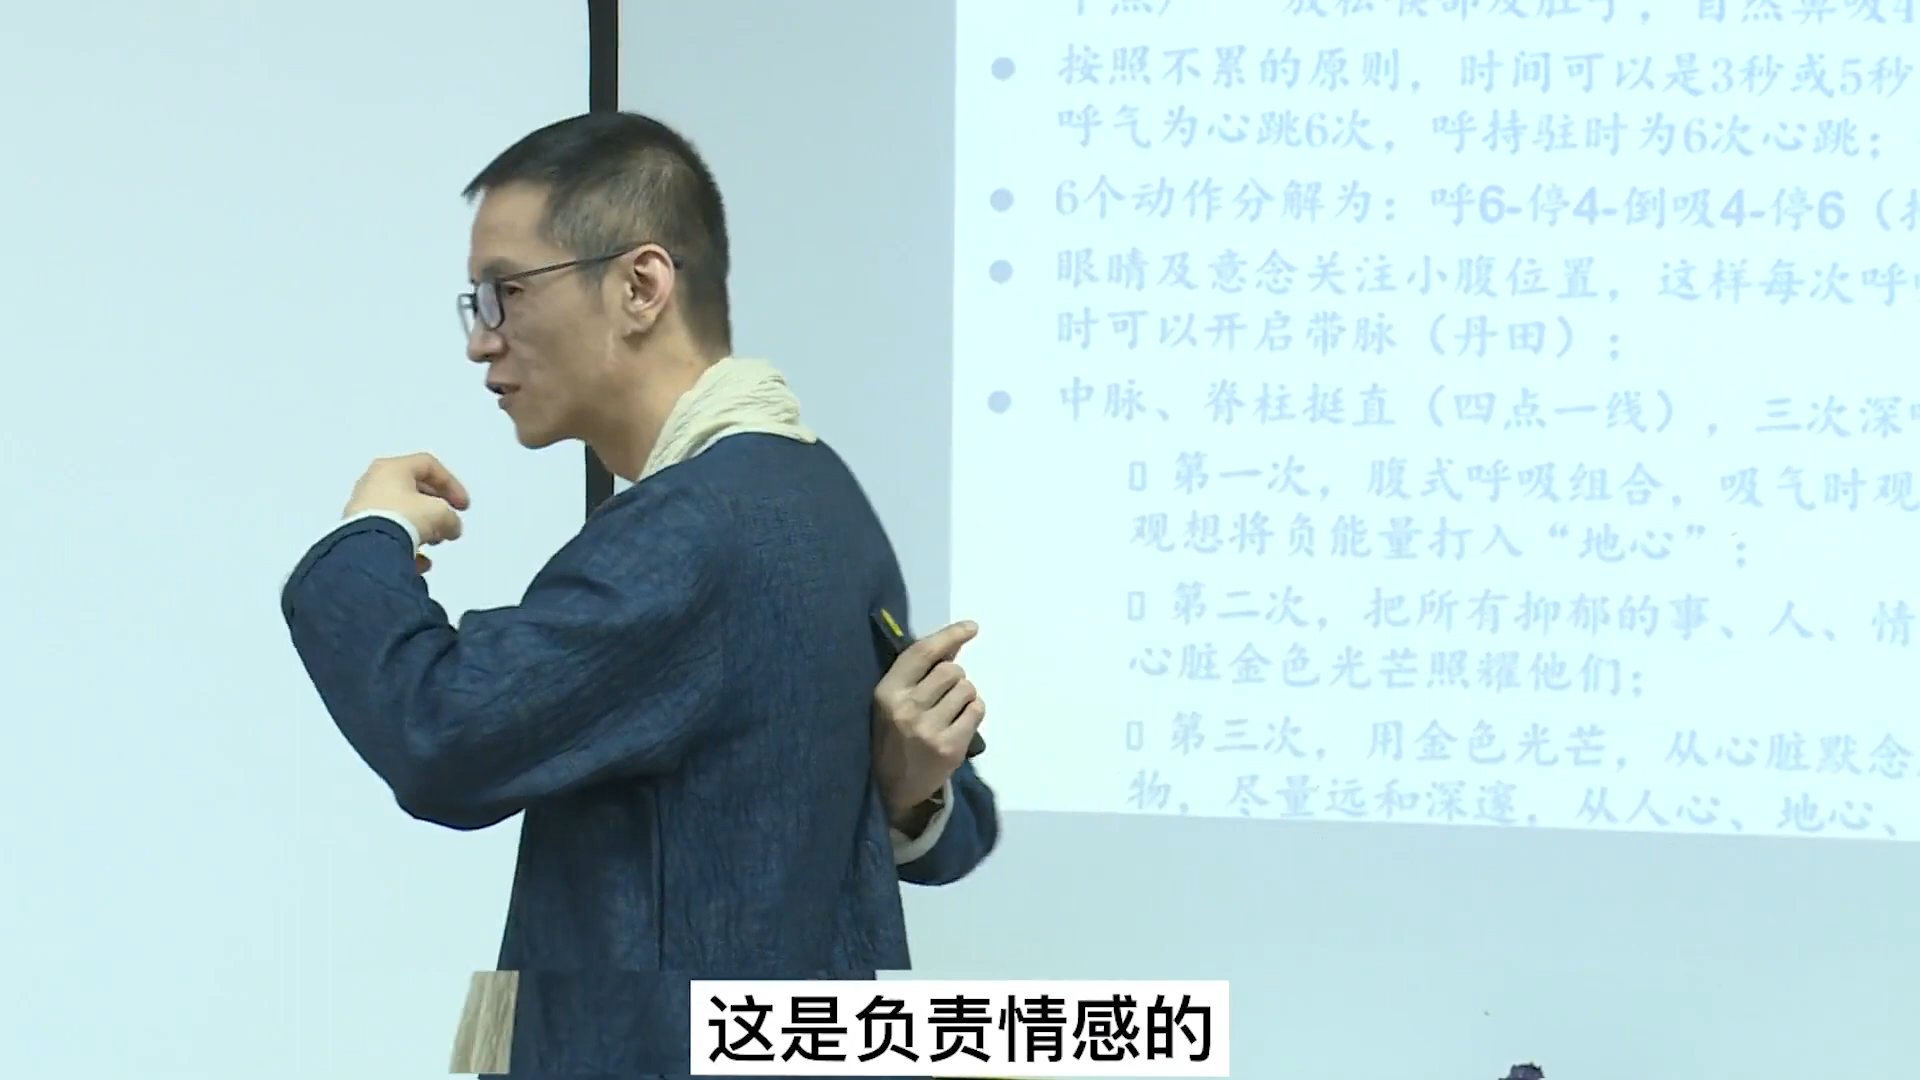 按照不累的原则，时间可以是3秒或5秒
呼气为心跳6次，呼持驻时为6次心跳；
6个动作分解为：呼6-停4-倒吸4-停6（
眼睛及意念关注小腹位置，这样每次呼
时可以开启带脉（丹田）；
中脉、脊柱挺直（四点一线），三次深
第一次，腹式呼吸组合，吸气时观
观想将负能量打入“地心”；
第二次，把所有抑郁的事、人、情
心脏金色光芒照耀他们；
第三次，用金色光芒，从心脏默念
物，尽量远和深邃，从人心、地心、
这是负责情感的